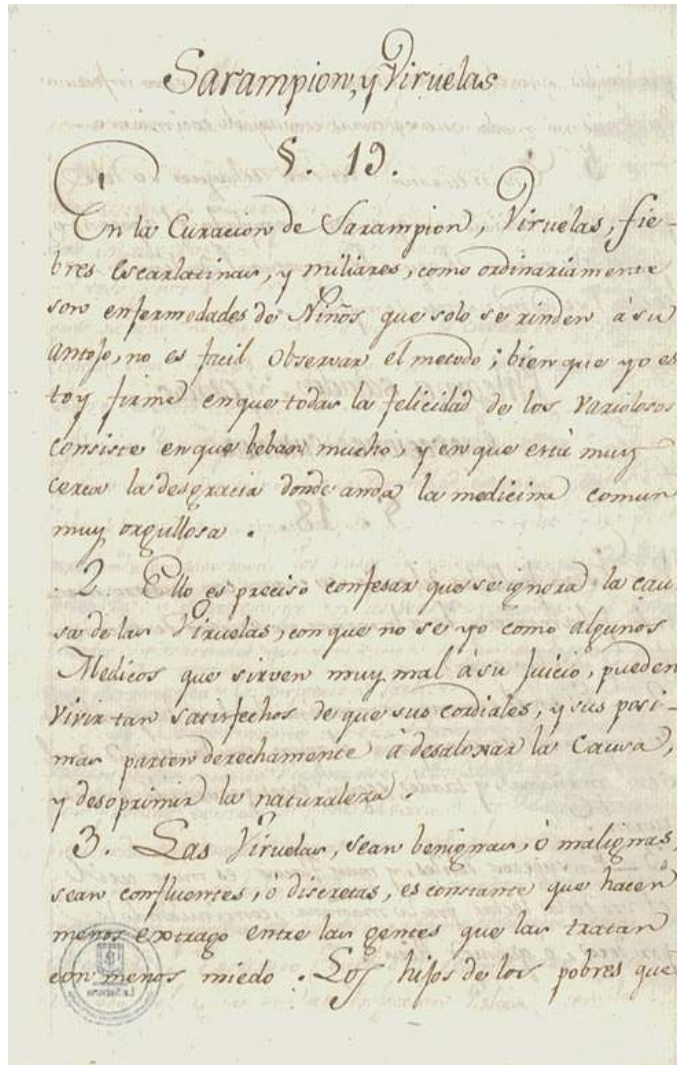 Sarampion, y Viruelas
§. 19.
En la Curacion de Sarampion, Viruelas, fie-
bres Escarlatinas, y miliares, como ordinariamente
son enfermedades de Niños que solo se rinden à su
antojo, no es facil Observar el metodo; bien que yo es
toy firme en que toda la felicidad de los variolosos
consiste en que beban mucho, y en que està muy
cerca la desgracia donde anda la medicina comun
muy orgullosa.
2. Ello es preciso confesar que se ignora la cau
sa de las Viruelas, con que no se yo como algunos
Medicos que sirven muy mal à su Juicio, pueden
vivir tan satisfechos de que sus cordiales, y sus posi-
mas parten derechamente à desaloxar la Causa,
y desoprimir la naturaleza.
3. Las Viruelas, sean benignas, ò malignas,
sean confluentes, ò discretas, es constante que hacen
menos extrago entre las gentes que las tratan
con menos miedo. Los hijos de los pobres que